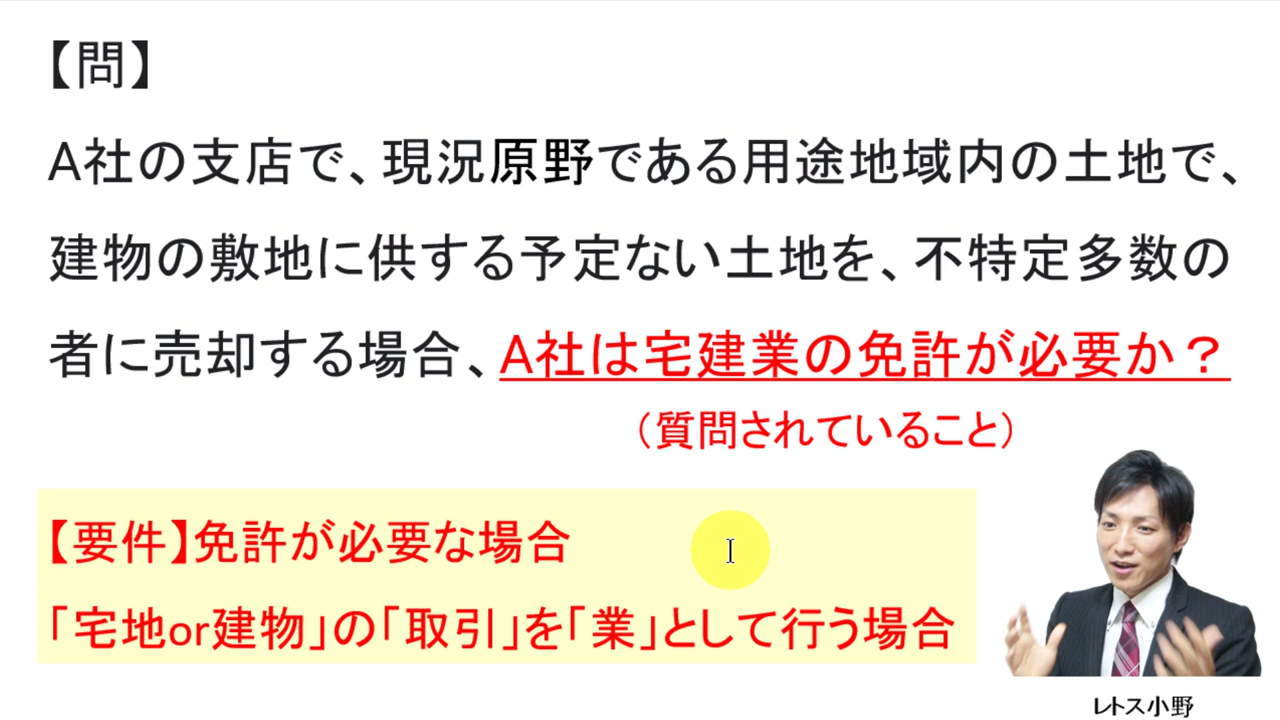 【問】
A社の支店で、現況原野である用途地域内の土地で、
建物の敷地に供する予定ない土地を、不特定多数の
者に売却する場合、A社は宅建業の免許が必要か？
（質問されていること）
【要件】免許が必要な場合
「宅地or建物」の「取引」を「業」として行う場合
レトス小野